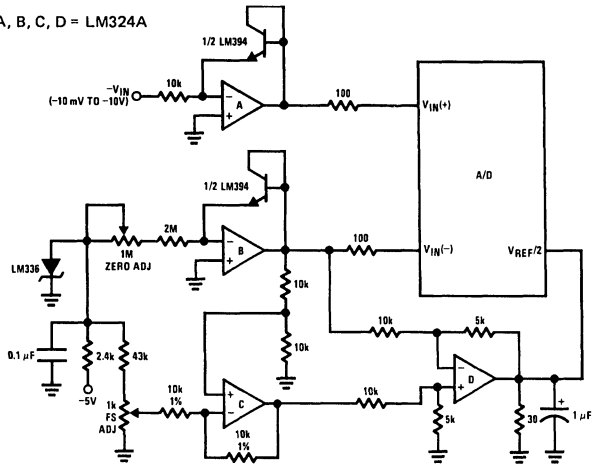 A, B, C, D = LM324A
1/2 LM394
-VIN
(-10 mV TO -10V)
10k
-
+
A
100
VIN(+)
A/D
1/2 LM394
LM336
1M
ZERO ADJ
2M
-
+
B
100
VIN(-)
VREF/2
10k
10k
10k
5k
0.1 µF
2.4k
43k
-5V
1k
FS
ADJ
10k
1%
+
-
C
10k
1%
10k
5k
-
+
D
30
+
1 µF